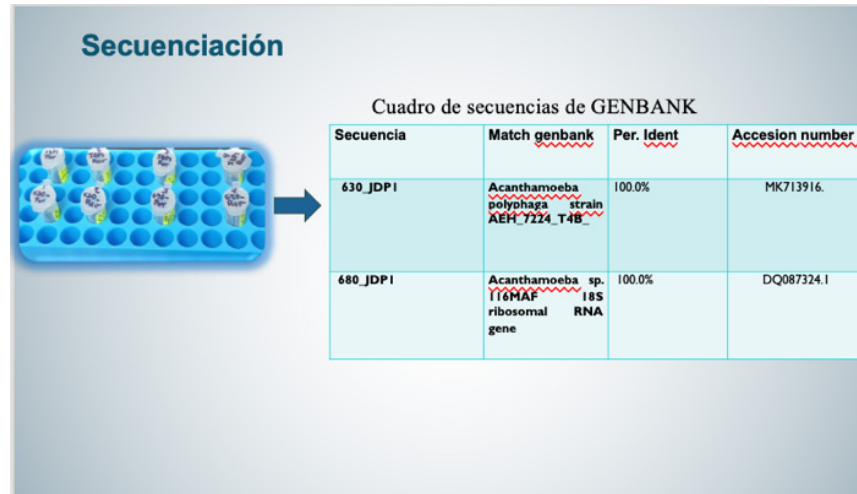 Secuenciación
Cuadro de secuencias de GENBANK
Secuencia
Match genbank
Per. Ident
Accesion number
630_JDP1
Acanthamoeba
polyphaga strain
AEH_7224_T4B_
100.0%
MK713916.
680_JDP1
Acanthamoeba sp.
116MAF 18S
ribosomal RNA
gene
100.0%
DQ087324.1